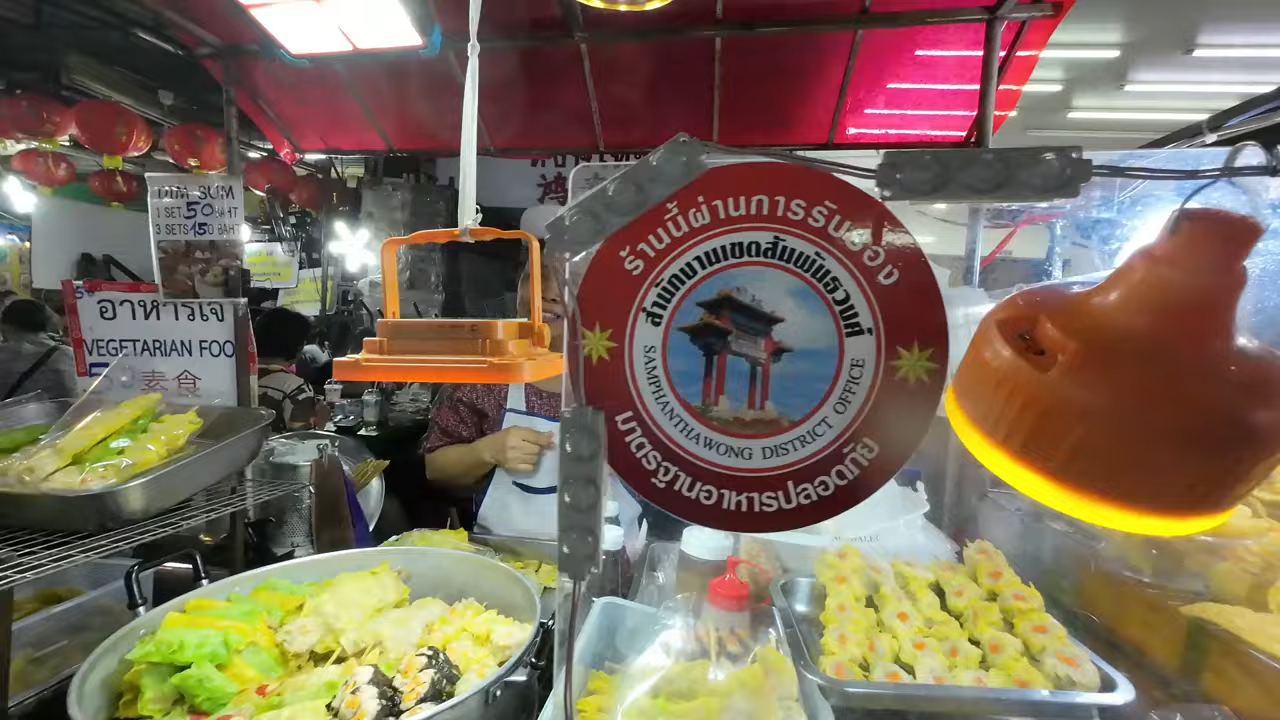 DIM SUM
1 SET 50 BAHT
3 SETS 150 BAHT
อาหารเจ
VEGETARIAN FOO
素食
鸿
ร้านนี้ผ่านการรับรอง
สำนักงานเขตสัมพันธวงศ์
SAMPHANTHAWONG DISTRICT OFFICE
มาตรฐานอาหารปลอดภัย